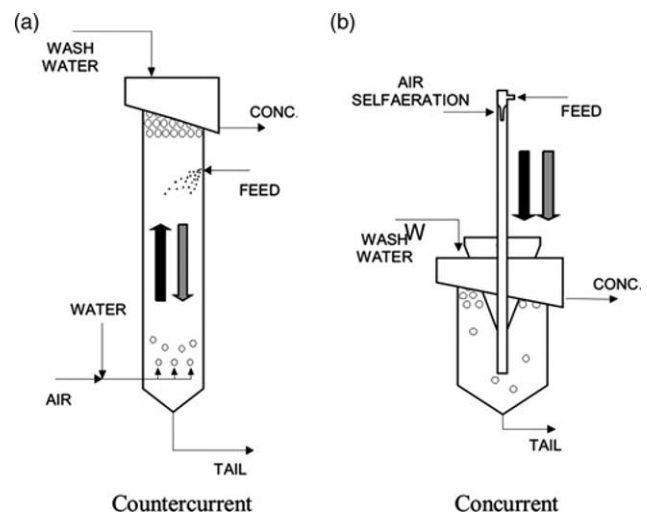 (a)
WASH
WATER
CONC.
FEED
WATER
AIR
TAIL
Countercurrent
(b)
AIR
SELFAERATION
FEED
W
WASH
WATER
CONC.
TAIL
Concurrent